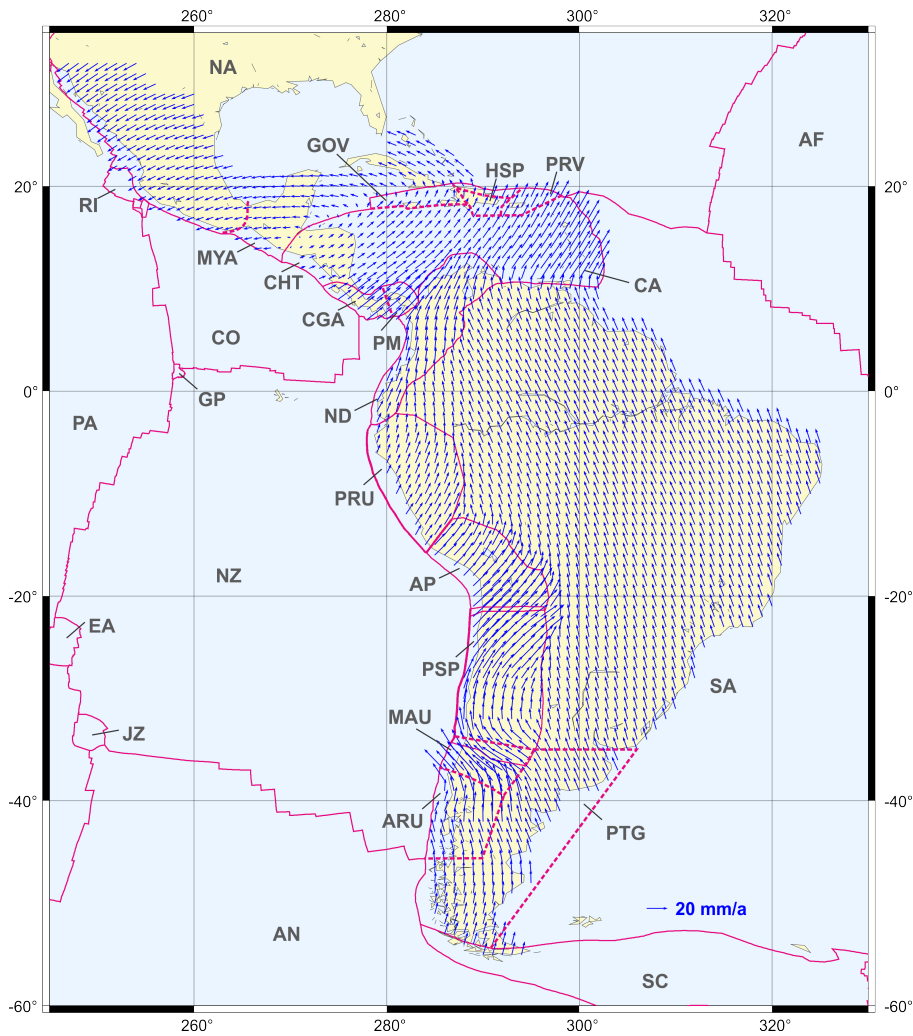 260° 280° 300° 320°
NA
AF
GOV
HSP
PRV
20° 20°
RI
MYA
CHT
CA
CGA
CO
PM
0° 0°
GP
ND
PA
PRU
NZ
AP
-20° -20°
EA
PSP
SA
MAU
JZ
-40° -40°
ARU
PTG
20 mm/a
AN
SC
-60° -60°
260° 280° 300° 320°